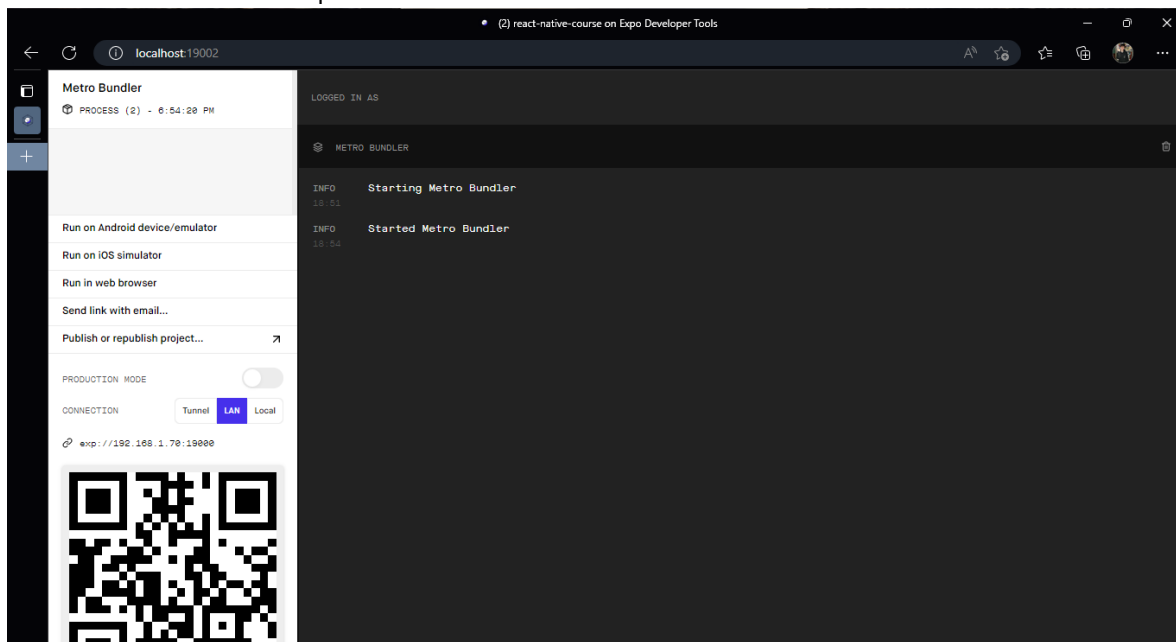 (2) react-native-course on Expo Developer Tools
localhost:19002
Metro Bundler
PROCESS (2) - 6:54:20 PM
Run on Android device/emulator
Run on iOS simulator
Run in web browser
Send link with email...
Publish or republish project...
PRODUCTION MODE
CONNECTION Tunnel LAN Local
exp://192.168.1.70:19000
LOGGED IN AS
METRO BUNDLER
INFO Starting Metro Bundler
18:51
INFO Started Metro Bundler
18:54